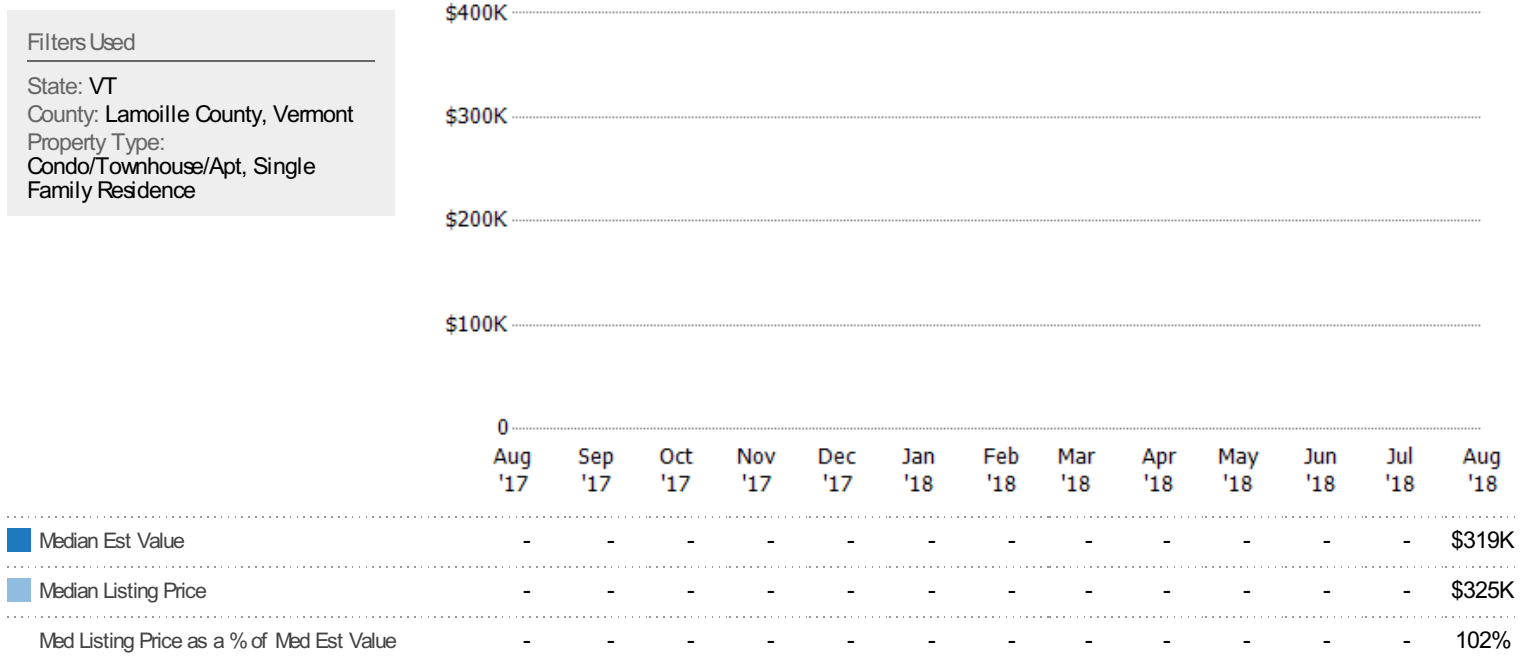 Filters Used
State: VT
County: Lamoille County, Vermont
Property Type:
Condo/Townhouse/Apt, Single
Family Residence
$400K
$300K
$200K
$100K
0
Aug Sep Oct Nov Dec Jan Feb Mar Apr May Jun Jul Aug
'17 '17 '17 '17 '17 '18 '18 '18 '18 '18 '18 '18 '18
Median Est Value - - - - - - - - - - - - $319K
Median Listing Price - - - - - - - - - - - - $325K
Med Listing Price as a % of Med Est Value - - - - - - - - - - - - 102%